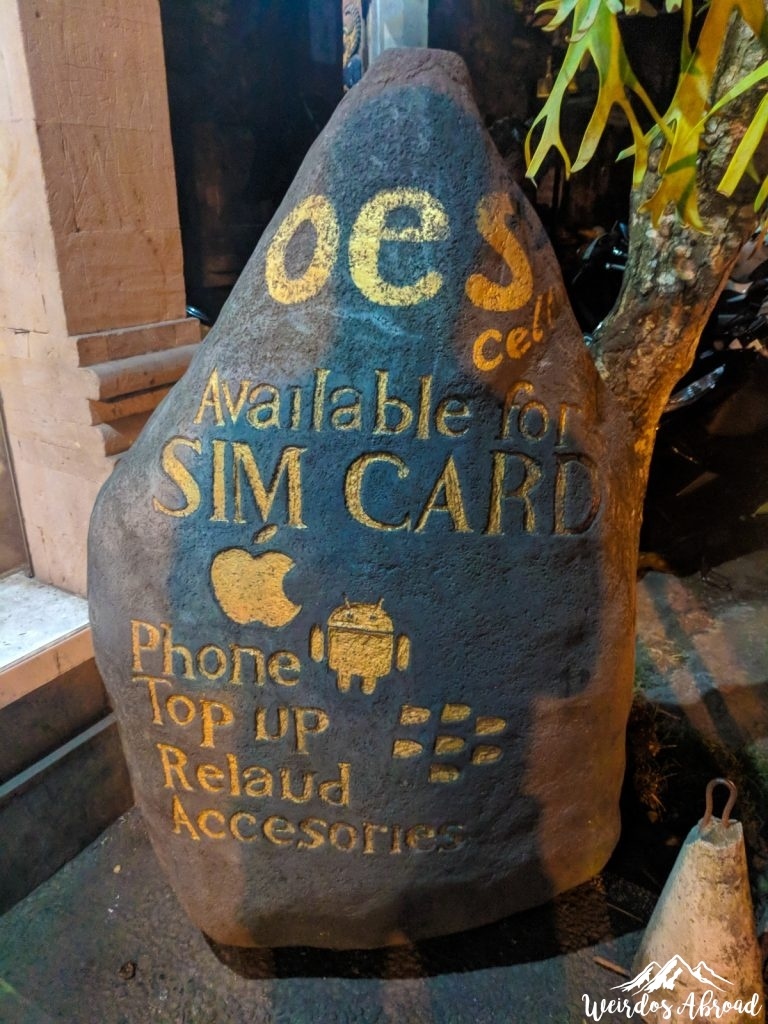 oes
cell
Available for
SIM CARD
Phone
Top up
Relaud
Accesories
Weirdos Abroad